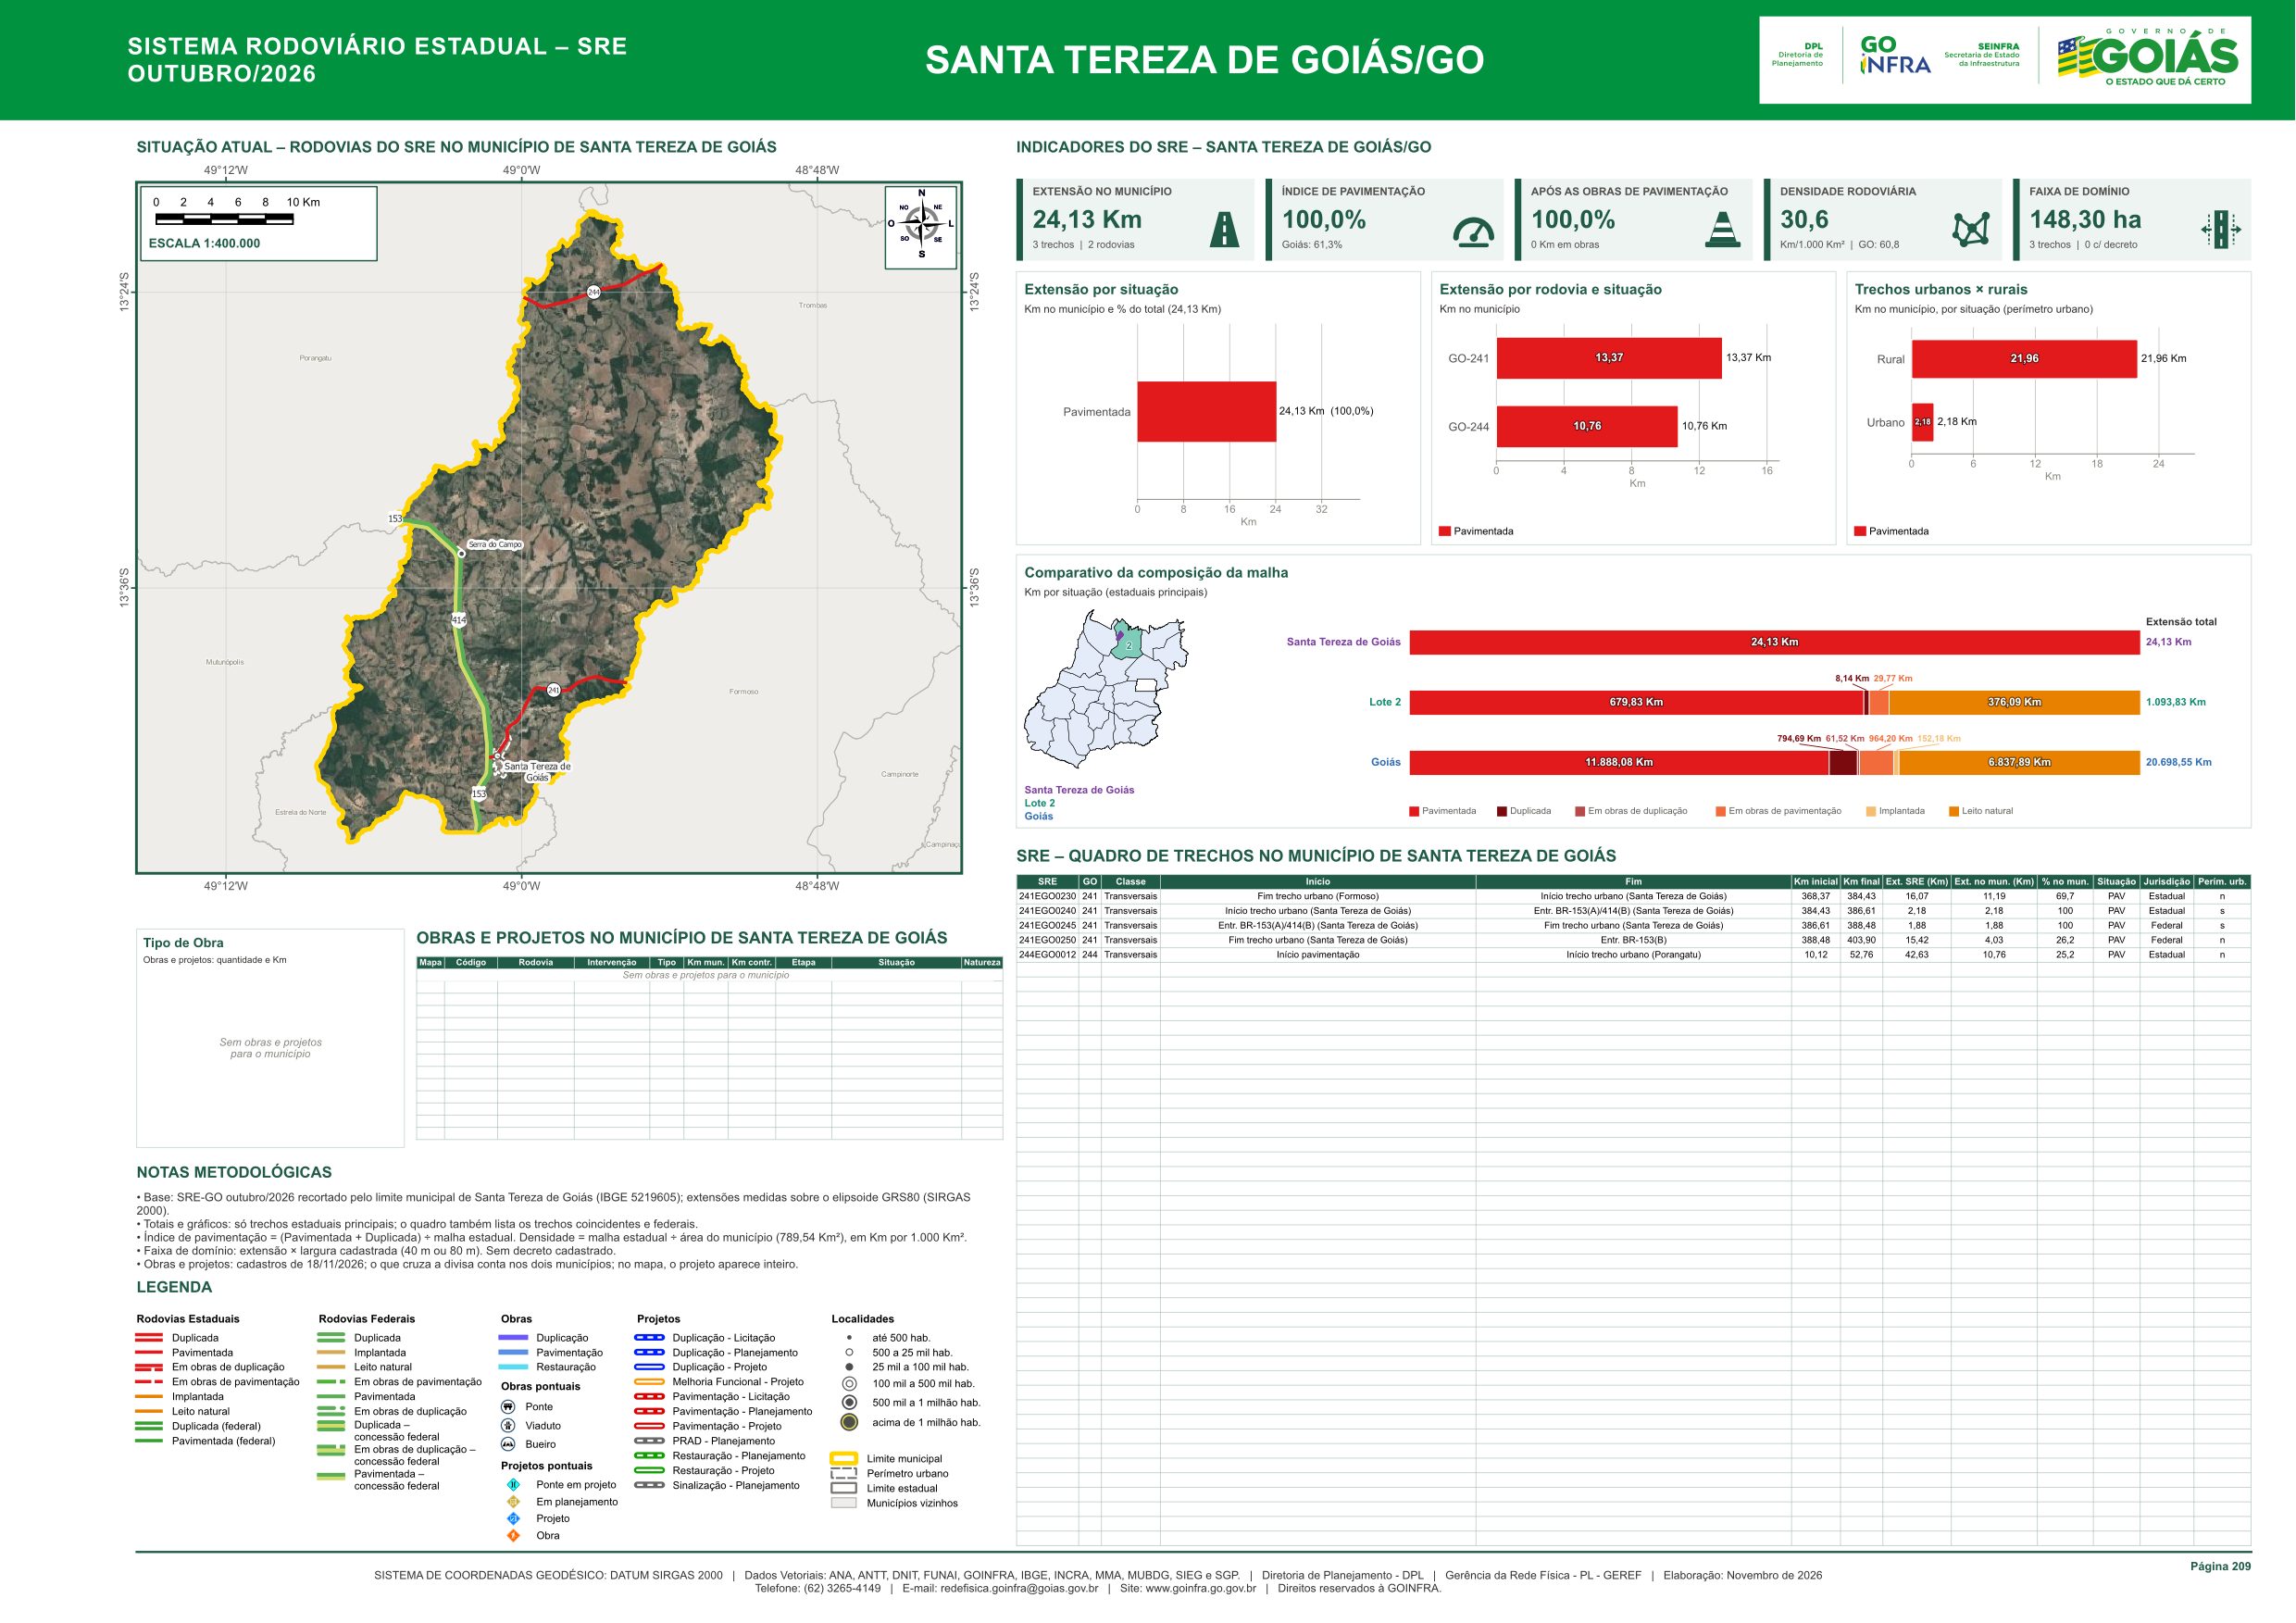 SISTEMA RODOVIÁRIO ESTADUAL – SRE
OUTUBRO/2026
SANTA TEREZA DE GOIÁS/GO
DPL
Diretoria de
Planejamento
GO
iNFRA
SEINFRA
Secretaria de Estado
da Infraestrutura
GOVERNO DE
GOIÁS
O ESTADO QUE DÁ CERTO
SITUAÇÃO ATUAL – RODOVIAS DO SRE NO MUNICÍPIO DE SANTA TEREZA DE GOIÁS
49°12'W 49°0'W 48°48'W
0 2 4 6 8 10 Km
ESCALA 1:400.000
N
NO NE
O L
SO SE
S
13°24'S 13°24'S
244
Trombas
Porangatu
153
Serra do Campo
13°36'S 13°36'S
414
Mutunópolis
241
Formoso
Santa Tereza de
Goiás
Campinorte
153
Estrela do Norte
Campinaçu
49°12'W 49°0'W 48°48'W
Tipo de Obra
Obras e projetos: quantidade e Km
Sem obras e projetos
para o município
OBRAS E PROJETOS NO MUNICÍPIO DE SANTA TEREZA DE GOIÁS
Mapa Código Rodovia Intervenção Tipo Km mun. Km contr. Etapa Situação Natureza
Sem obras e projetos para o município
NOTAS METODOLÓGICAS
• Base: SRE-GO outubro/2026 recortado pelo limite municipal de Santa Tereza de Goiás (IBGE 5219605); extensões medidas sobre o elipsoide GRS80 (SIRGAS
2000).
• Totais e gráficos: só trechos estaduais principais; o quadro também lista os trechos coincidentes e federais.
• Índice de pavimentação = (Pavimentada + Duplicada) ÷ malha estadual. Densidade = malha estadual ÷ área do município (789,54 Km²), em Km por 1.000 Km².
• Faixa de domínio: extensão × largura cadastrada (40 m ou 80 m). Sem decreto cadastrado.
• Obras e projetos: cadastros de 18/11/2026; o que cruza a divisa conta nos dois municípios; no mapa, o projeto aparece inteiro.
LEGENDA
Rodovias Estaduais
Duplicada
Pavimentada
Em obras de duplicação
Em obras de pavimentação
Implantada
Leito natural
Duplicada (federal)
Pavimentada (federal)
Rodovias Federais
Duplicada
Implantada
Leito natural
Em obras de pavimentação
Pavimentada
Em obras de duplicação
Duplicada –
concessão federal
Em obras de duplicação –
concessão federal
Pavimentada –
concessão federal
Obras
Duplicação
Pavimentação
Restauração
Obras pontuais
Ponte
Viaduto
Bueiro
Projetos pontuais
Ponte em projeto
Em planejamento
Projeto
Obra
Projetos
Duplicação - Licitação
Duplicação - Planejamento
Duplicação - Projeto
Melhoria Funcional - Projeto
Pavimentação - Licitação
Pavimentação - Planejamento
Pavimentação - Projeto
PRAD - Planejamento
Restauração - Planejamento
Restauração - Projeto
Sinalização - Planejamento
Localidades
até 500 hab.
500 a 25 mil hab.
25 mil a 100 mil hab.
100 mil a 500 mil hab.
500 mil a 1 milhão hab.
acima de 1 milhão hab.
Limite municipal
Perímetro urbano
Limite estadual
Municípios vizinhos
INDICADORES DO SRE – SANTA TEREZA DE GOIÁS/GO
EXTENSÃO NO MUNICÍPIO
24,13 Km
3 trechos | 2 rodovias
ÍNDICE DE PAVIMENTAÇÃO
100,0%
Goiás: 61,3%
APÓS AS OBRAS DE PAVIMENTAÇÃO
100,0%
0 Km em obras
DENSIDADE RODOVIÁRIA
30,6
Km/1.000 Km² | GO: 60,8
FAIXA DE DOMÍNIO
148,30 ha
3 trechos | 0 c/ decreto
Extensão por situação
Km no município e % do total (24,13 Km)
Pavimentada 24,13 Km (100,0%)
0 8 16 24 32
Km
Extensão por rodovia e situação
Km no município
GO-241 13,37 13,37 Km
GO-244 10,76 10,76 Km
0 4 8 12 16
Km
Pavimentada
Trechos urbanos × rurais
Km no município, por situação (perímetro urbano)
Rural 21,96 21,96 Km
Urbano 2,18 2,18 Km
0 6 12 18 24
Km
Pavimentada
Comparativo da composição da malha
Km por situação (estaduais principais)
2
Santa Tereza de Goiás
Lote 2
Goiás
Extensão total
Santa Tereza de Goiás 24,13 Km 24,13 Km
8,14 Km 29,77 Km
Lote 2 679,83 Km 376,09 Km 1.093,83 Km
794,69 Km 61,52 Km 964,20 Km 152,18 Km
Goiás 11.888,08 Km 6.837,89 Km 20.698,55 Km
Pavimentada Duplicada Em obras de duplicação Em obras de pavimentação Implantada Leito natural
SRE – QUADRO DE TRECHOS NO MUNICÍPIO DE SANTA TEREZA DE GOIÁS
SRE GO Classe Início Fim Km inicial Km final Ext. SRE (Km) Ext. no mun. (Km) % no mun. Situação Jurisdição Perím. urb.
241EGO0230 241 Transversais Fim trecho urbano (Formoso) Início trecho urbano (Santa Tereza de Goiás) 368,37 384,43 16,07 11,19 69,7 PAV Estadual n
241EGO0240 241 Transversais Início trecho urbano (Santa Tereza de Goiás) Entr. BR-153(A)/414(B) (Santa Tereza de Goiás) 384,43 386,61 2,18 2,18 100 PAV Estadual s
241EGO0245 241 Transversais Entr. BR-153(A)/414(B) (Santa Tereza de Goiás) Fim trecho urbano (Santa Tereza de Goiás) 386,61 388,48 1,88 1,88 100 PAV Federal s
241EGO0250 241 Transversais Fim trecho urbano (Santa Tereza de Goiás) Entr. BR-153(B) 388,48 403,90 15,42 4,03 26,2 PAV Federal n
244EGO0012 244 Transversais Início pavimentação Início trecho urbano (Porangatu) 10,12 52,76 42,63 10,76 25,2 PAV Estadual n
Página 209
SISTEMA DE COORDENADAS GEODÉSICO: DATUM SIRGAS 2000 | Dados Vetoriais: ANA, ANTT, DNIT, FUNAI, GOINFRA, IBGE, INCRA, MMA, MUBDG, SIEG e SGP. | Diretoria de Planejamento - DPL | Gerência da Rede Física - PL - GEREF | Elaboração: Novembro de 2026
Telefone: (62) 3265-4149 | E-mail: redefisica.goinfra@goias.gov.br | Site: www.goinfra.go.gov.br | Direitos reservados à GOINFRA.